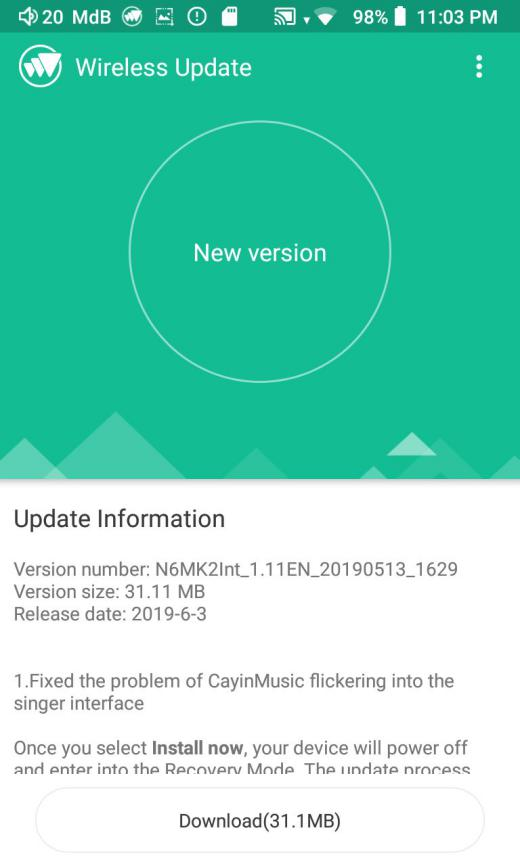 20 MdB 98% 11:03 PM
Wireless Update
New version
Update Information
Version number: N6MK2Int_1.11EN_20190513_1629
Version size: 31.11 MB
Release date: 2019-6-3
1.Fixed the problem of CayinMusic flickering into the
singer interface
Once you select Install now, your device will power off
and enter into the Recovery Mode. The update process
Download(31.1MB)